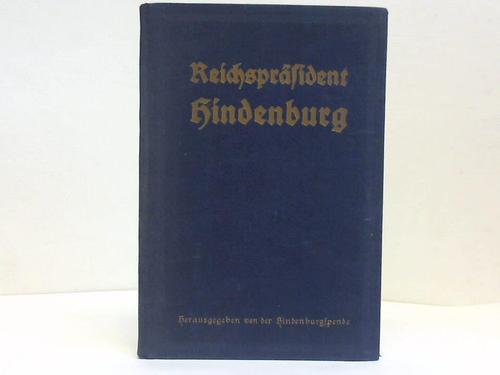 Reichspräsident
Hindenburg
Herausgegeben von der Hindenburgspende